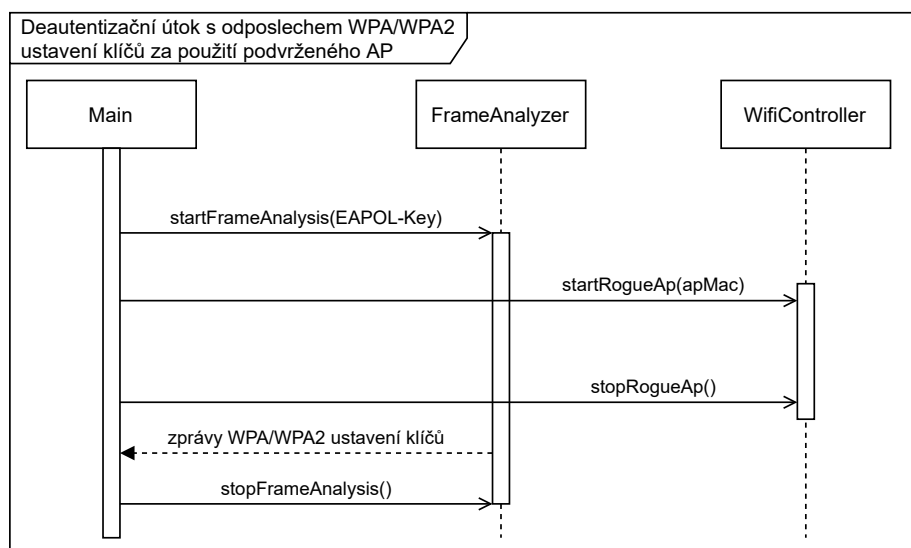 Deautentizační útok s odposlechem WPA/WPA2
ustavení klíčů za použití podvrženého AP
Main
FrameAnalyzer
WifiController
startFrameAnalysis(EAPOL-Key)
startRogueAp(apMac)
stopRogueAp()
zprávy WPA/WPA2 ustavení klíčů
stopFrameAnalysis()